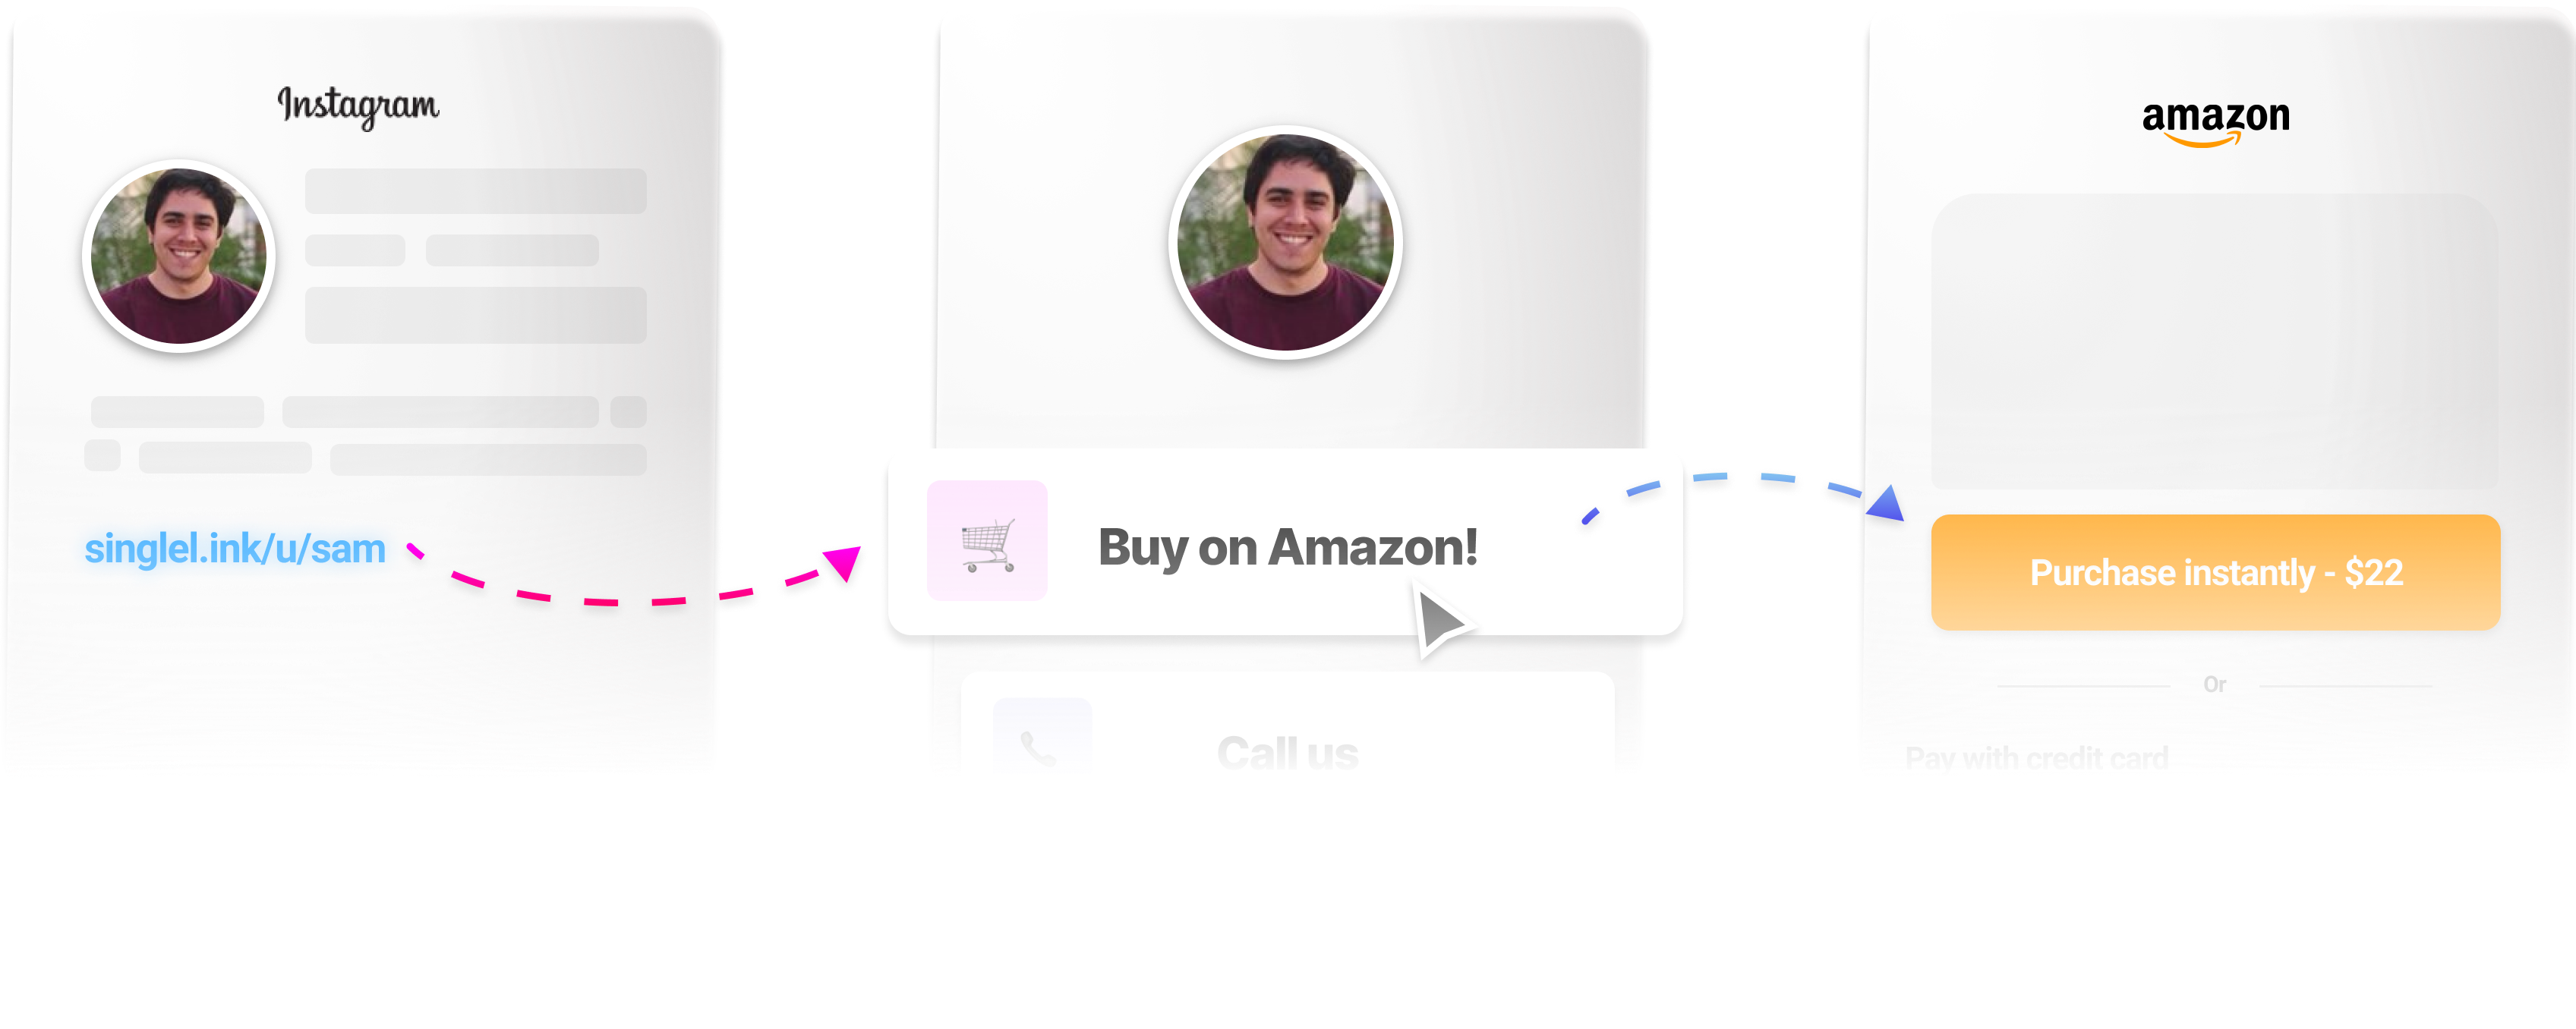 Instagram
singlel.ink/u/sam
Buy on Amazon!
Call us
amazon
Purchase instantly - $22
Or
Pay with credit card